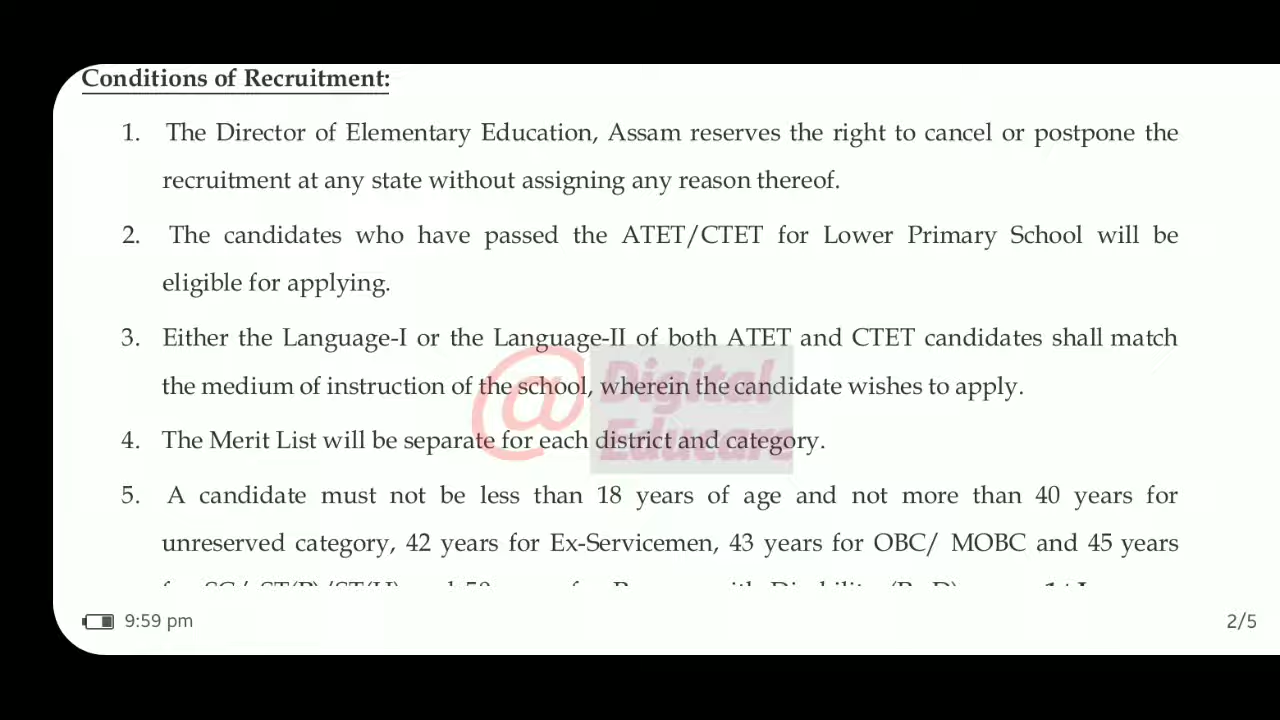 Conditions of Recruitment:
1. The Director of Elementary Education, Assam reserves the right to cancel or postpone the
recruitment at any state without assigning any reason thereof.
2. The candidates who have passed the ATET/CTET for Lower Primary School will be
eligible for applying.
3. Either the Language-I or the Language-II of both ATET and CTET candidates shall match
the medium of instruction of the school, wherein the candidate wishes to apply.
@Digital
Educare
4. The Merit List will be separate for each district and category.
5. A candidate must not be less than 18 years of age and not more than 40 years for
unreserved category, 42 years for Ex-Servicemen, 43 years for OBC/ MOBC and 45 years
9:59 pm
2/5